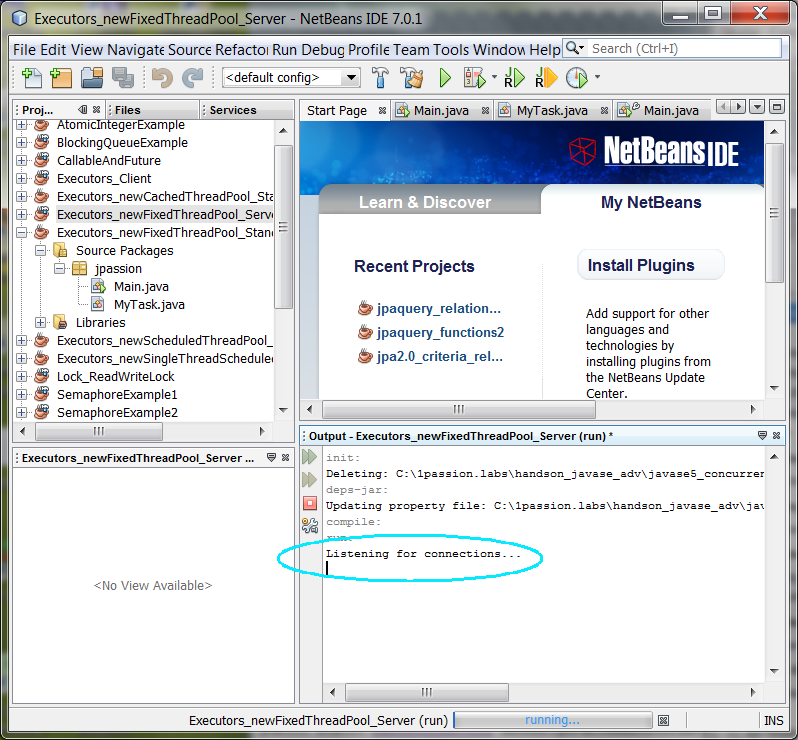 Executors_newFixedThreadPool_Server - NetBeans IDE 7.0.1
File Edit View Navigate Source Refactor Run Debug Profile Team Tools Window Help
Search (Ctrl+I)
<default config>
Proj...
Files
Services
AtomicIntegerExample
BlockingQueueExample
CallableAndFuture
Executors_Client
Executors_newCachedThreadPool_Sta
Executors_newFixedThreadPool_Serve
Executors_newFixedThreadPool_Stan
Source Packages
jpassion
Main.java
MyTask.java
Libraries
Executors_newScheduledThreadPool_
Executors_newSingleThreadSchedule
Lock_ReadWriteLock
SemaphoreExample1
SemaphoreExample2
Start Page
Main.java
MyTask.java
Main.java
NetBeans IDE
Learn & Discover
My NetBeans
Recent Projects
jpaquery_relation...
jpaquery_functions2
jpa2.0_criteria_rel...
Install Plugins
Add support for other
languages and
technologies by
installing plugins from
the NetBeans Update
Center.
Executors_newFixedThreadPool_Server ...
<No View Available>
Output - Executors_newFixedThreadPool_Server (run) *
init:
Deleting: C:\1passion.labs\handson_javase_adv\javase5_concurren
deps-jar:
Updating property file: C:\1passion.labs\handson_javase_adv\jav
compile:
run:
Listening for connections...
Executors_newFixedThreadPool_Server (run)
running...
INS